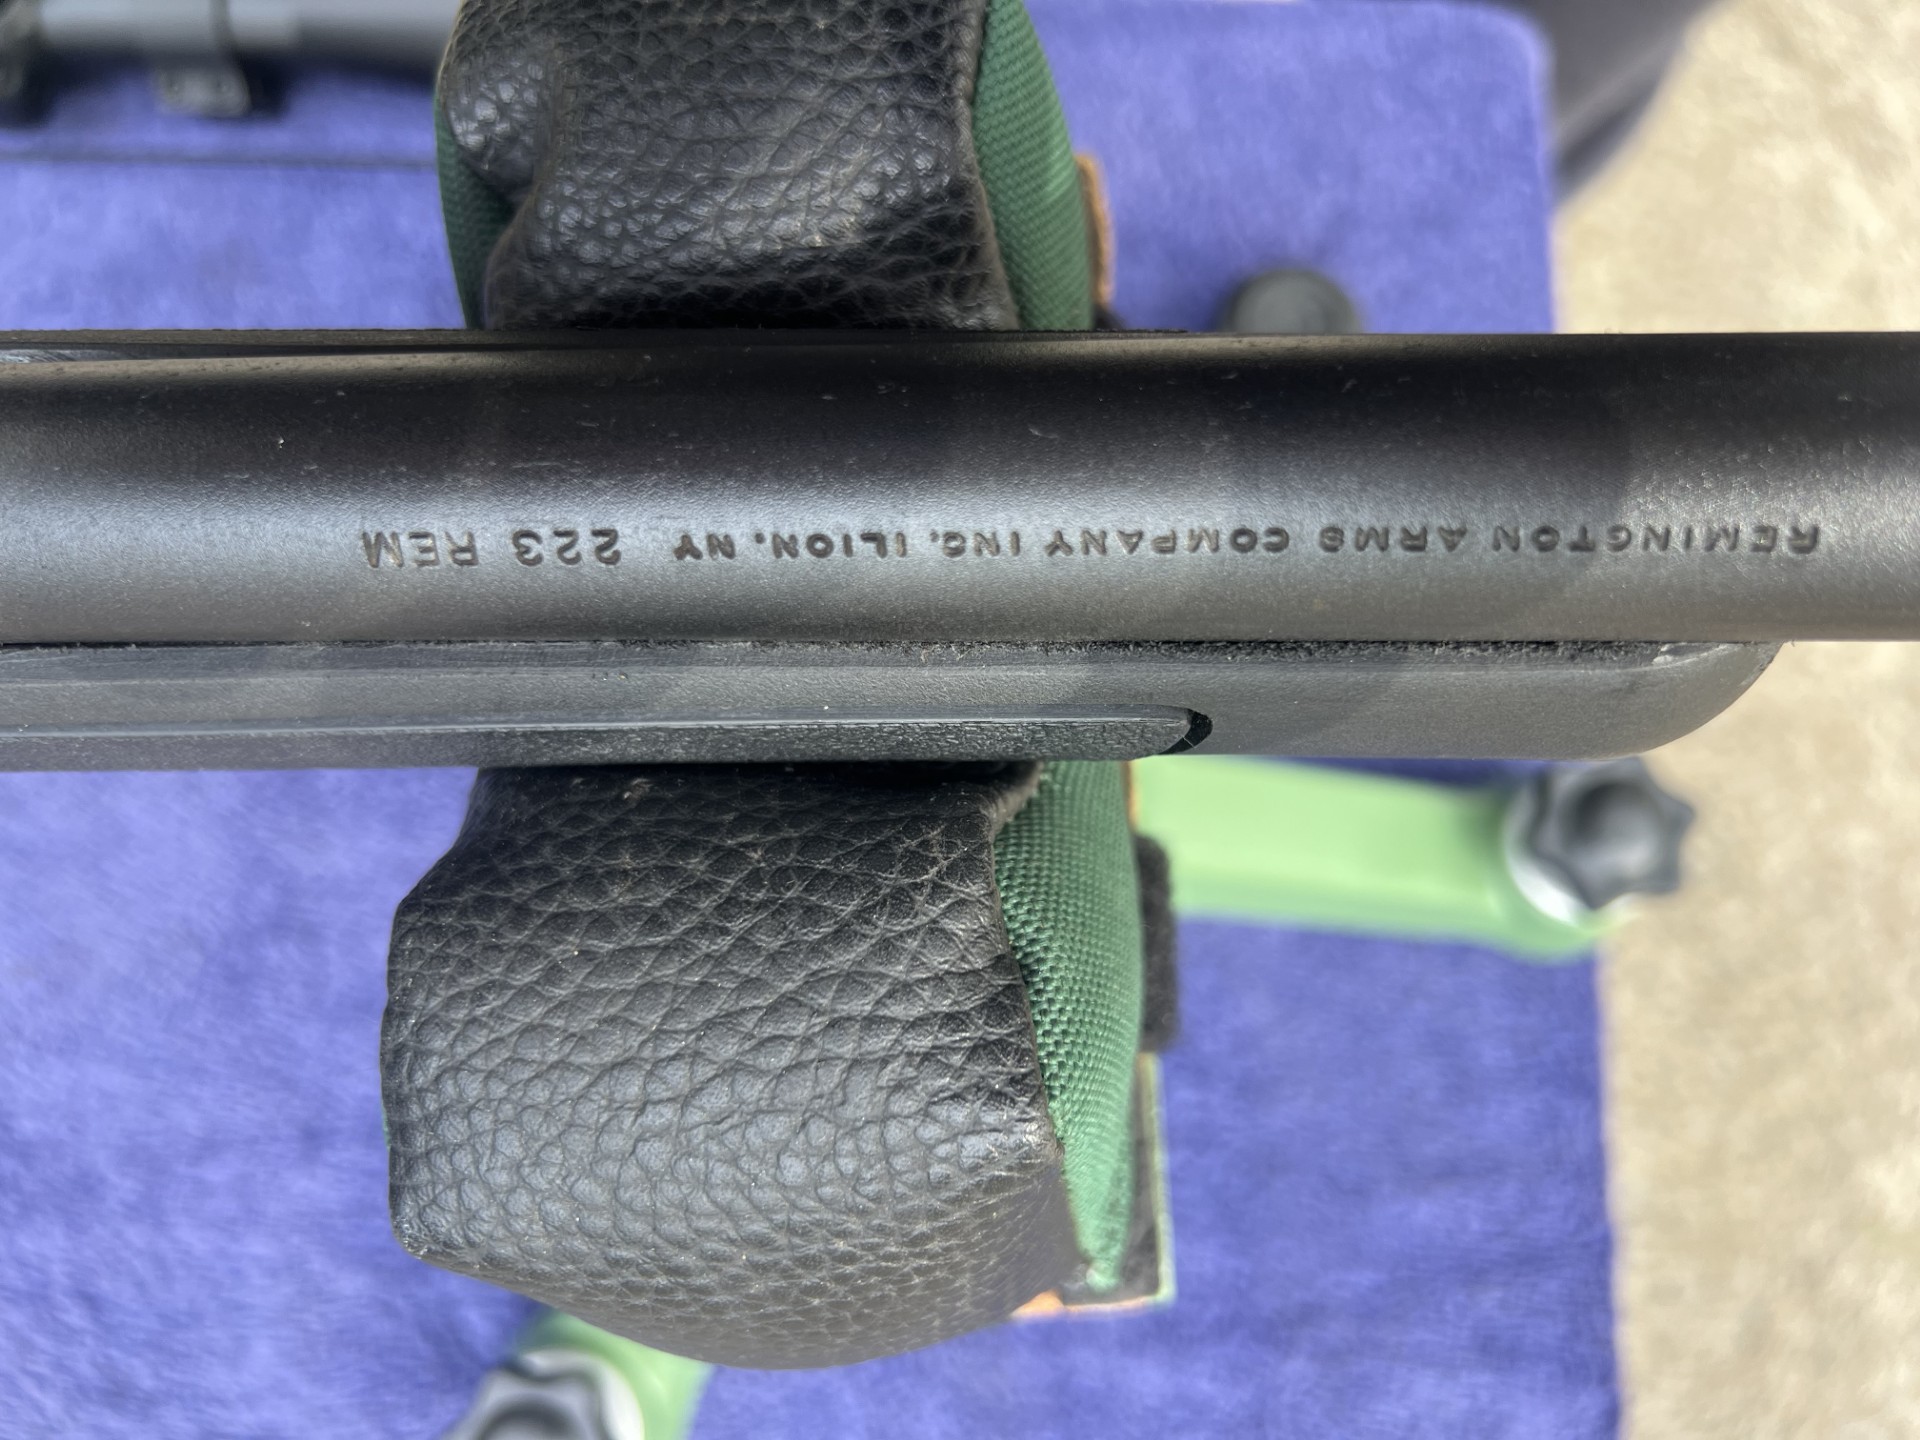 REMINGTON ARMS COMPANY INC. ILION, NY 223 REM